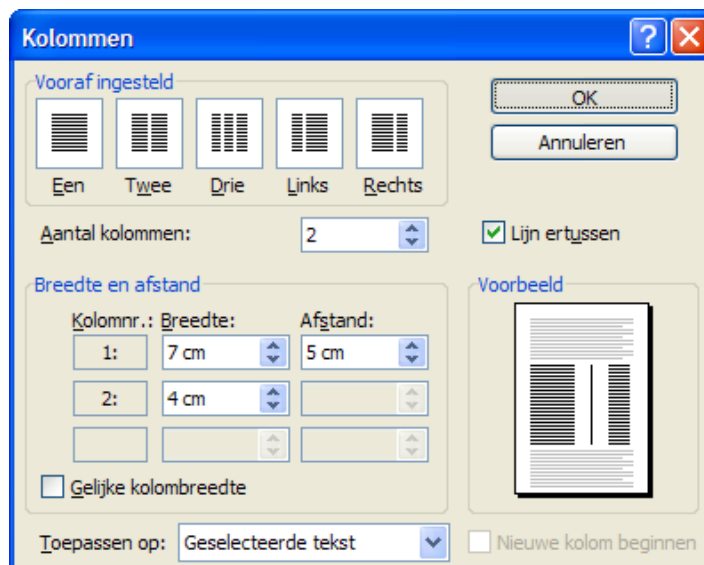 Kolommen
Vooraf ingesteld
Een Twee Drie Links Rechts
OK
Annuleren
Aantal kolommen: 2
Lijn ertussen
Breedte en afstand
Kolomnr.: Breedte: Afstand:
1: 7 cm 5 cm
2: 4 cm
Gelijke kolombreedte
Voorbeeld
Toepassen op: Geselecteerde tekst
Nieuwe kolom beginnen